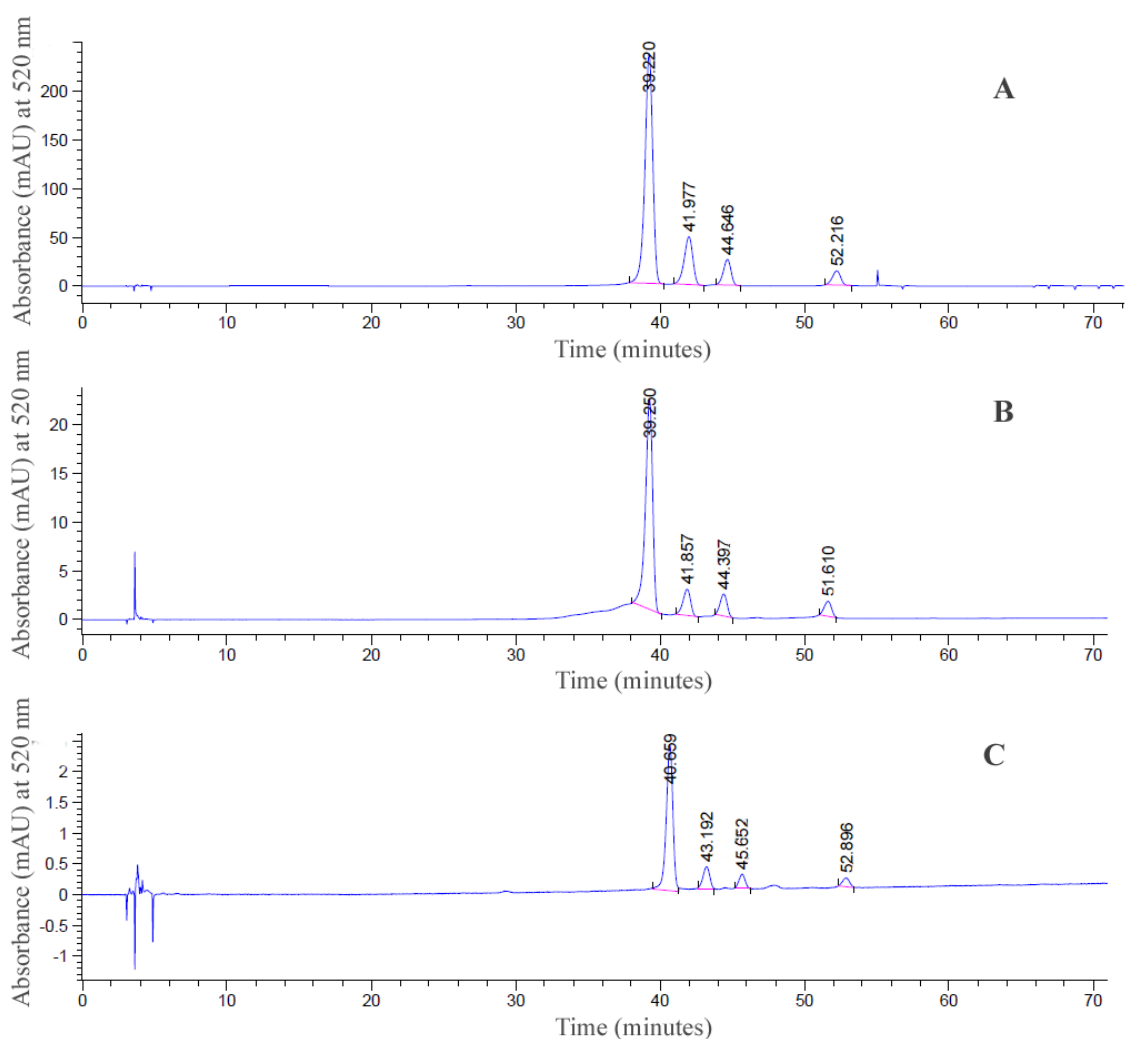 Absorbance (mAU) at 520 nm
200
150
100
50
0
39.220
41.977
44.646
52.216
A
0 10 20 30 40 50 60 70
Time (minutes)
Absorbance (mAU) at 520 nm
20
15
10
5
0
39.250
41.857
44.397
51.610
B
0 10 20 30 40 50 60 70
Time (minutes)
Absorbance (mAU) at 520 nm
2
1.5
1
0.5
0
-0.5
-1
40.659
43.192
45.652
52.896
C
0 10 20 30 40 50 60 70
Time (minutes)